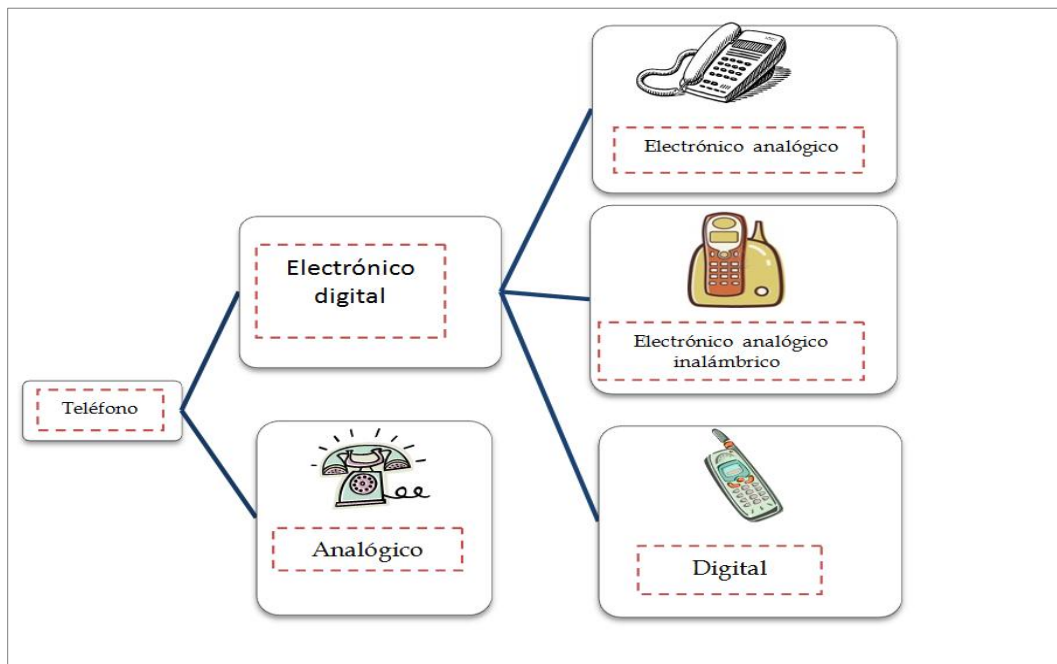 Teléfono
Electrónico
digital
Analógico
Electrónico analógico
Electrónico analógico
inalámbrico
Digital